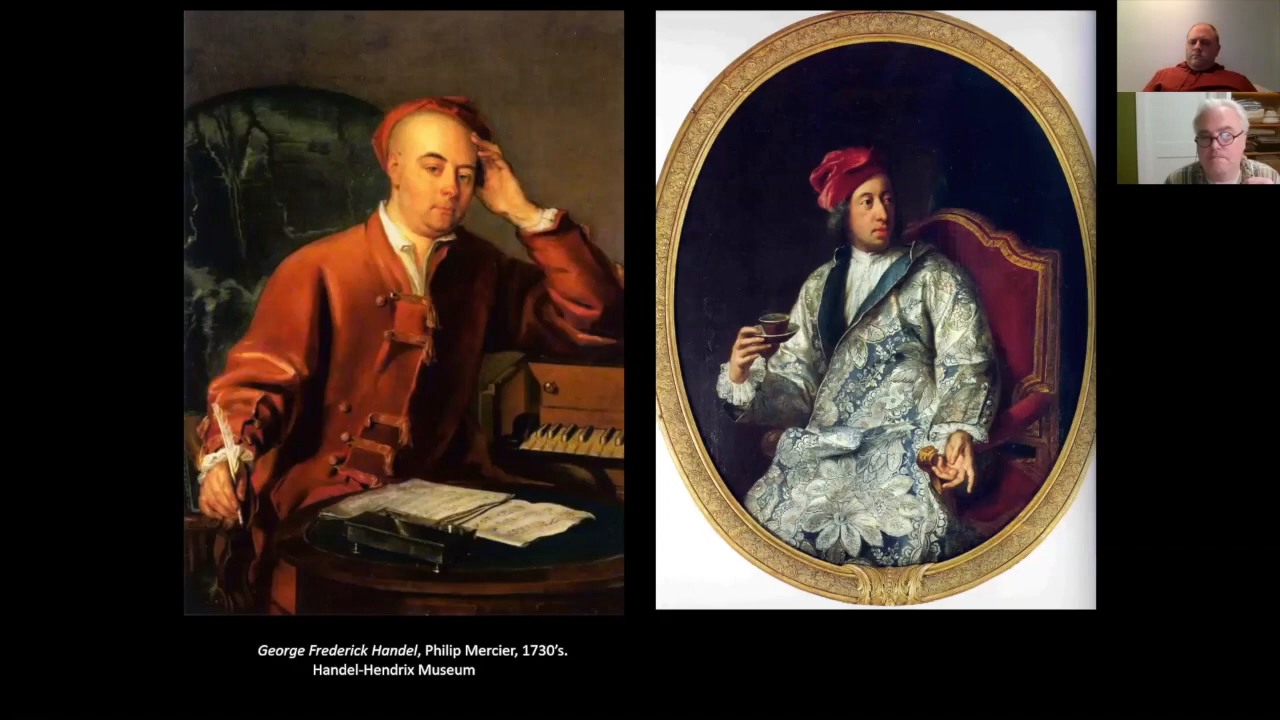 George Frederick Handel, Philip Mercier, 1730’s.
Handel-Hendrix Museum